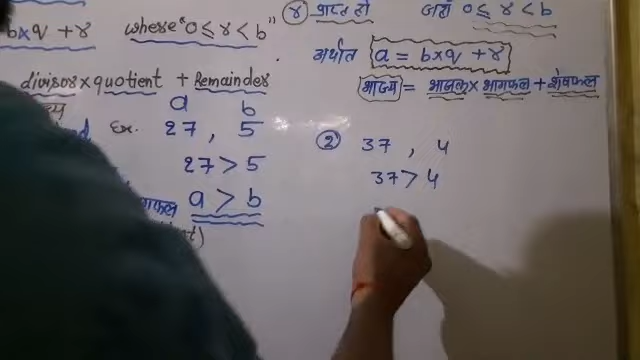 b×q + r where "0 ≤ r < b"
divisor × quotient + Remainder
a b
Ex. 27 , 5
27 > 5
a > b
r प्राप्त हो जहाँ 0 ≤ r < b
अर्थात a = b×q + r
भाज्य = भाजक × भागफल + शेषफल
② 37 , 4
37 > 4